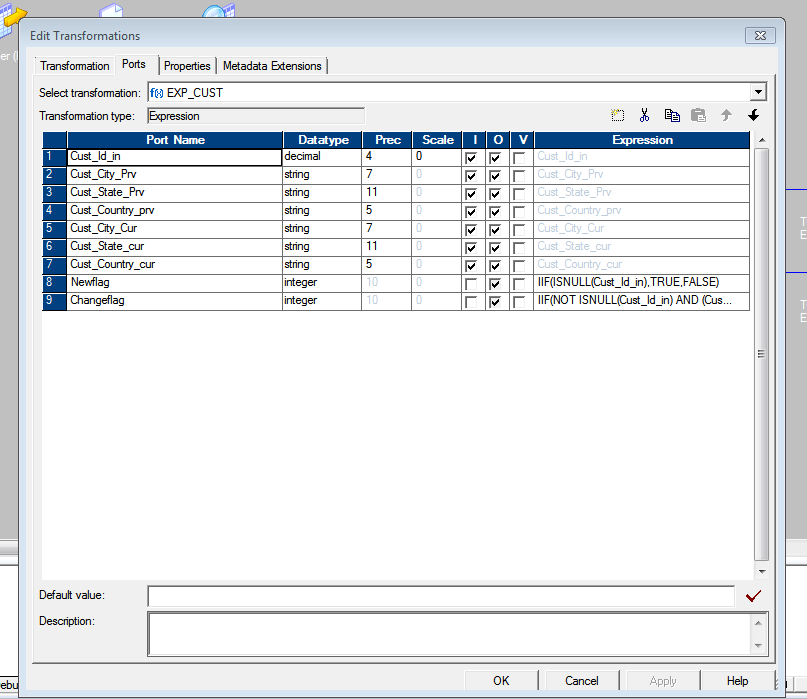 Edit Transformations
er (
Transformation Ports Properties Metadata Extensions
Select transformation: f(x) EXP_CUST
Transformation type: Expression
Port Name Datatype Prec Scale I O V Expression
1 Cust_Id_in decimal 4 0 Cust_Id_in
2 Cust_City_Prv string 7 0 Cust_City_Prv
3 Cust_State_Prv string 11 0 Cust_State_Prv
4 Cust_Country_prv string 5 0 Cust_Country_prv
5 Cust_City_Cur string 7 0 Cust_City_Cur
6 Cust_State_cur string 11 0 Cust_State_cur
7 Cust_Country_cur string 5 0 Cust_Country_cur
8 Newflag integer 10 0 IIF(ISNULL(Cust_Id_in),TRUE,FALSE)
9 Changeflag integer 10 0 IIF(NOT ISNULL(Cust_Id_in) AND (Cus...
T
E
T
E
Default value:
Description:
ebu
OK Cancel Apply Help